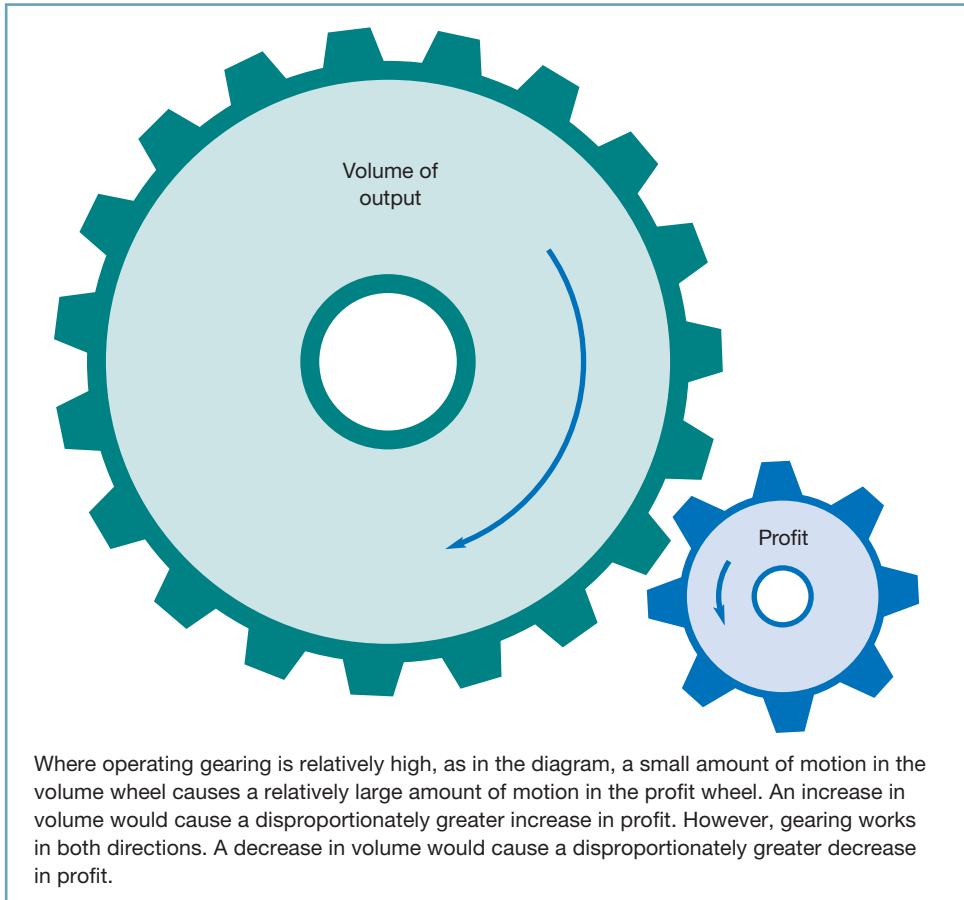 Volume of
output
Profit
Where operating gearing is relatively high, as in the diagram, a small amount of motion in the
volume wheel causes a relatively large amount of motion in the profit wheel. An increase in
volume would cause a disproportionately greater increase in profit. However, gearing works
in both directions. A decrease in volume would cause a disproportionately greater decrease
in profit.